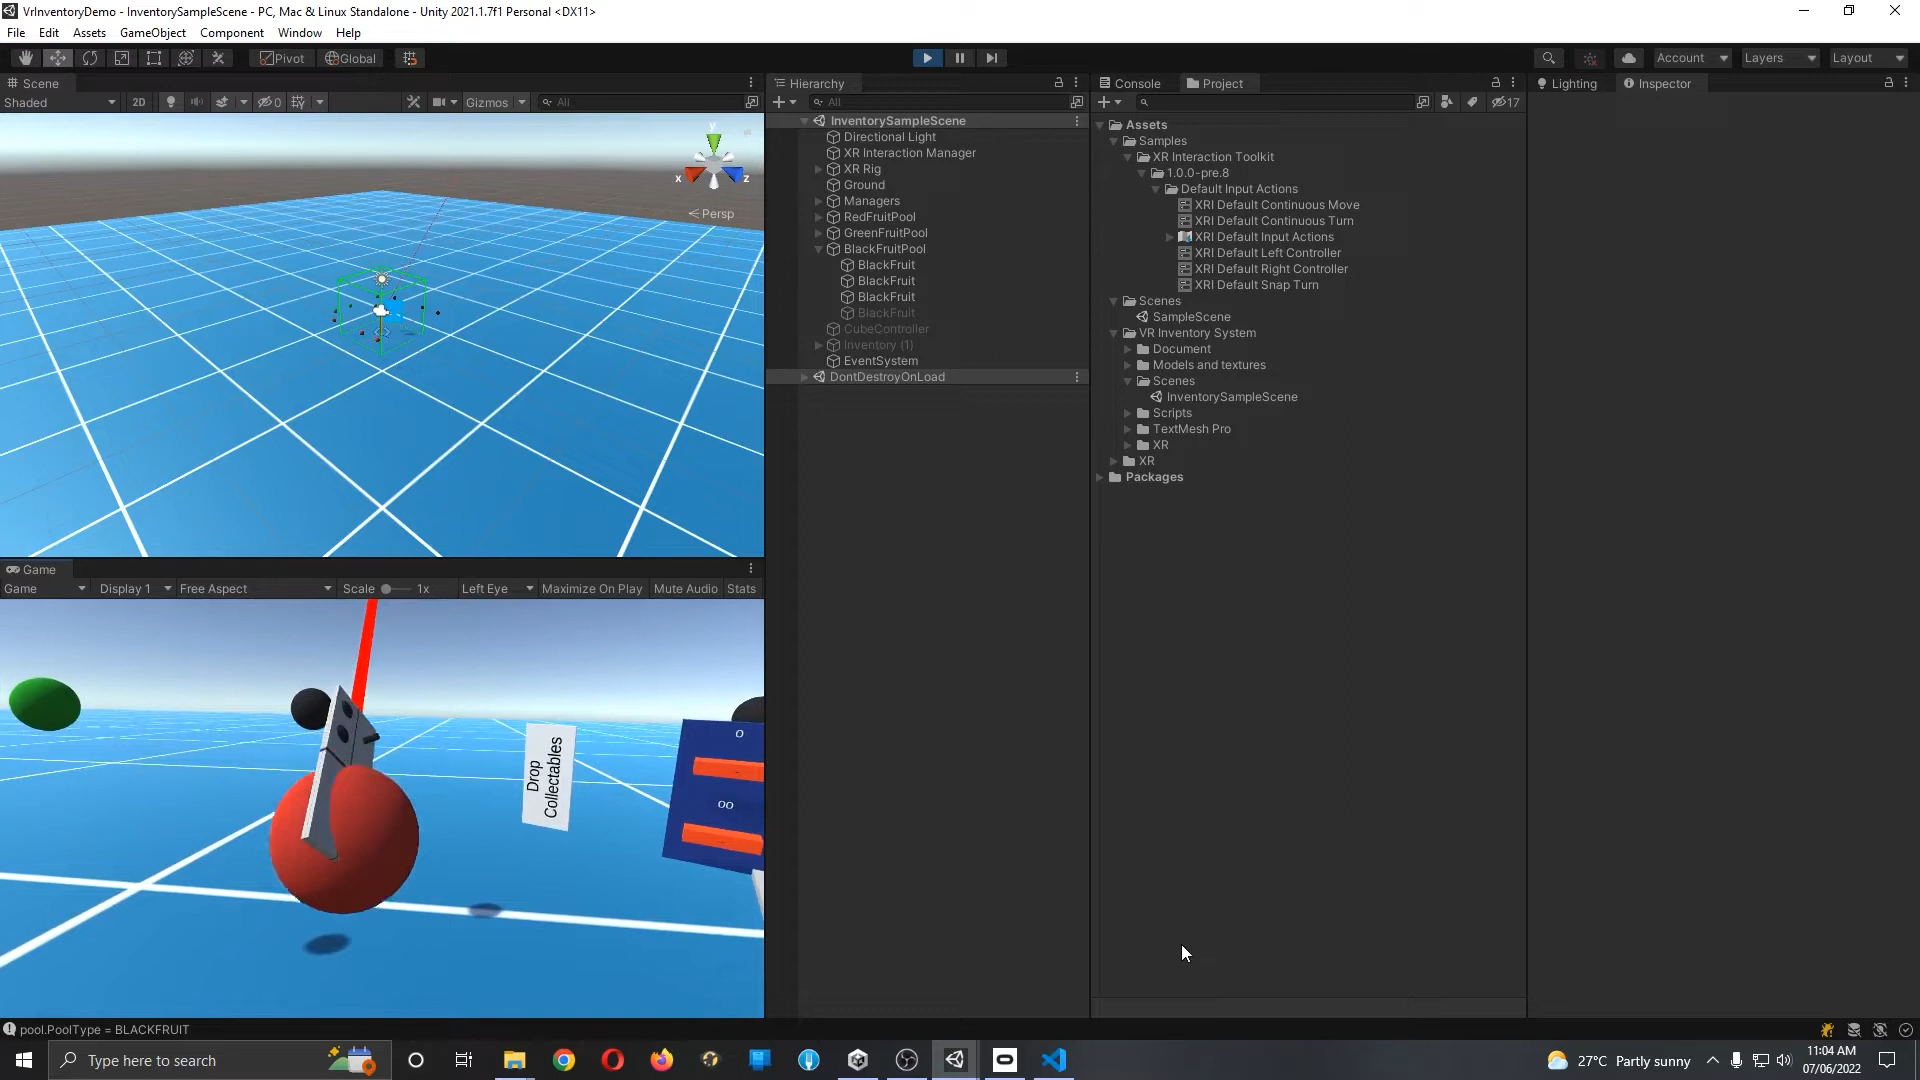 VrInventoryDemo - InventorySampleScene - PC, Mac & Linux Standalone - Unity 2021.1.7f1 Personal <DX11>
File Edit Assets GameObject Component Window Help
Pivot Global Account Layers Layout
Scene
Shaded 2D 0 Gizmos All
y
x
z
Persp
Game
Game Display 1 Free Aspect Scale 1x Left Eye Maximize On Play Mute Audio Stats
Drop
Collectables
O
OO
Hierarchy
All
InventorySampleScene
Directional Light
XR Interaction Manager
XR Rig
Ground
Managers
RedFruitPool
GreenFruitPool
BlackFruitPool
BlackFruit
BlackFruit
BlackFruit
BlackFruit
CubeController
Inventory (1)
EventSystem
DontDestroyOnLoad
Console Project
17
Assets
Samples
XR Interaction Toolkit
1.0.0-pre.8
Default Input Actions
XRI Default Continuous Move
XRI Default Continuous Turn
XRI Default Input Actions
XRI Default Left Controller
XRI Default Right Controller
XRI Default Snap Turn
Scenes
SampleScene
VR Inventory System
Document
Models and textures
Scenes
InventorySampleScene
Scripts
TextMesh Pro
XR
XR
Packages
Lighting Inspector
pool.PoolType = BLACKFRUIT
Type here to search
27°C Partly sunny
11:04 AM
07/06/2022